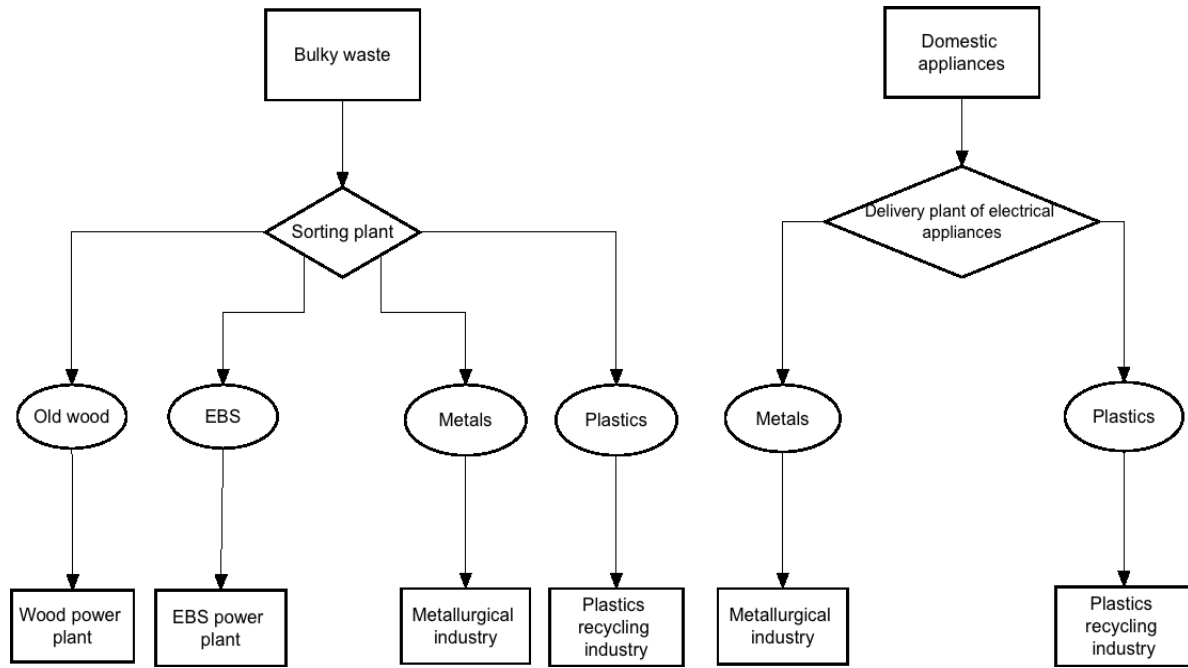 Bulky waste
Domestic
appliances
Sorting plant
Delivery plant of electrical
appliances
Old wood
EBS
Metals
Plastics
Metals
Plastics
Wood power
plant
EBS power
plant
Metallurgical
industry
Plastics
recycling
industry
Metallurgical
industry
Plastics
recycling
industry